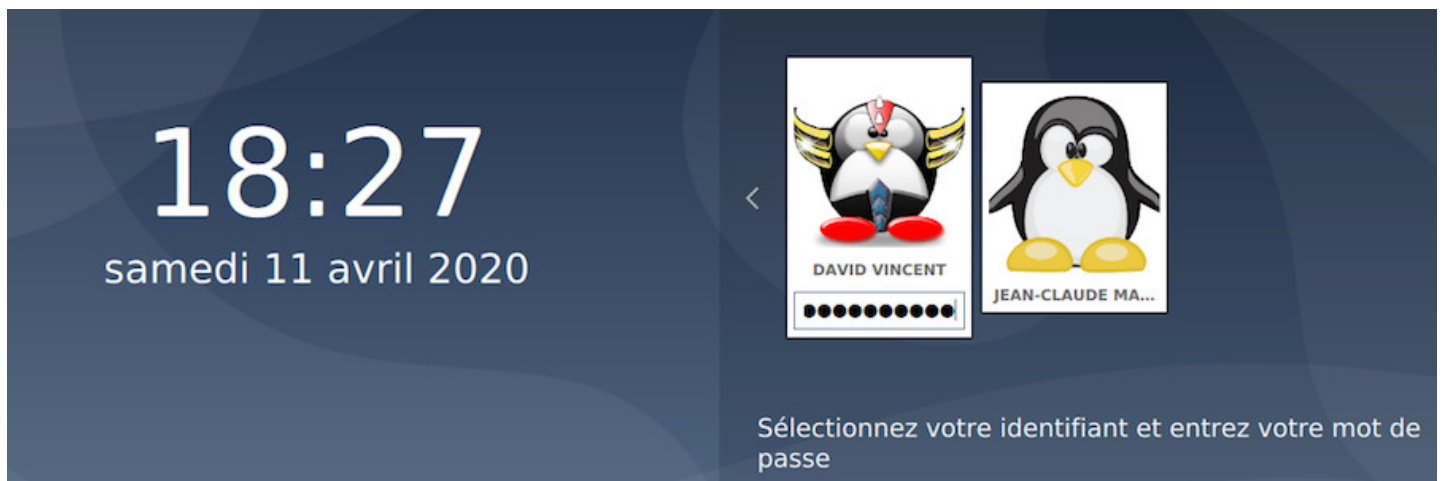 18:27
samedi 11 avril 2020
DAVID VINCENT
JEAN-CLAUDE MA...
Sélectionnez votre identifiant et entrez votre mot de
passe